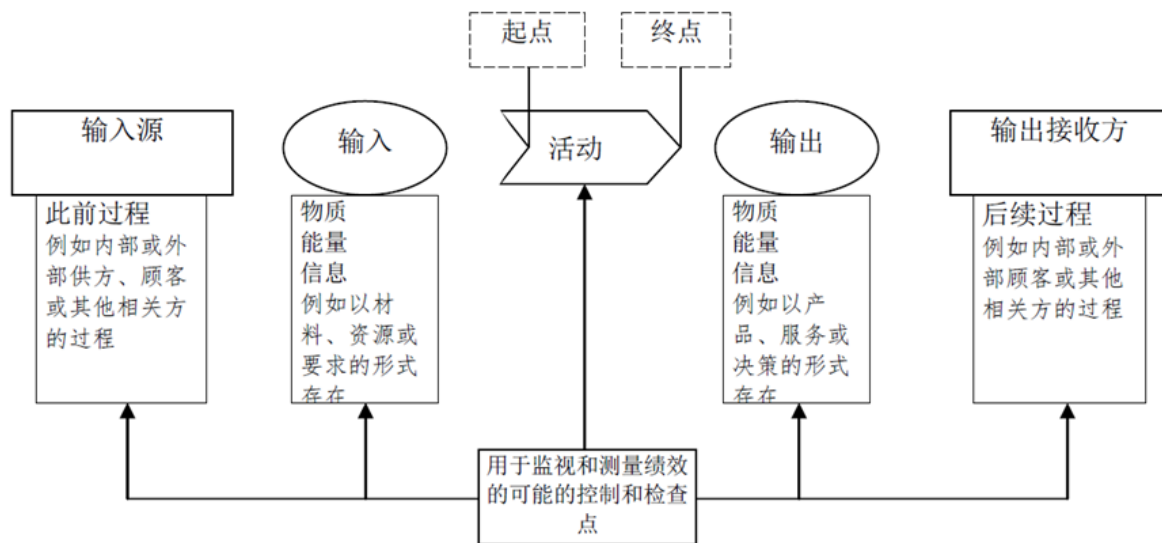 起点
终点
输入源
输入
活动
输出
输出接收方
此前过程
例如内部或外
部供方、顾客
或其他相关方
的过程
物质
能量
信息
例如以材
料、资源或
要求的形式
存在
物质
能量
信息
例如以产
品、服务或
决策的形式
存在
后续过程
例如内部或外
部顾客或其他
相关方的过程
用于监视和测量绩效
的可能的控制和检查
点